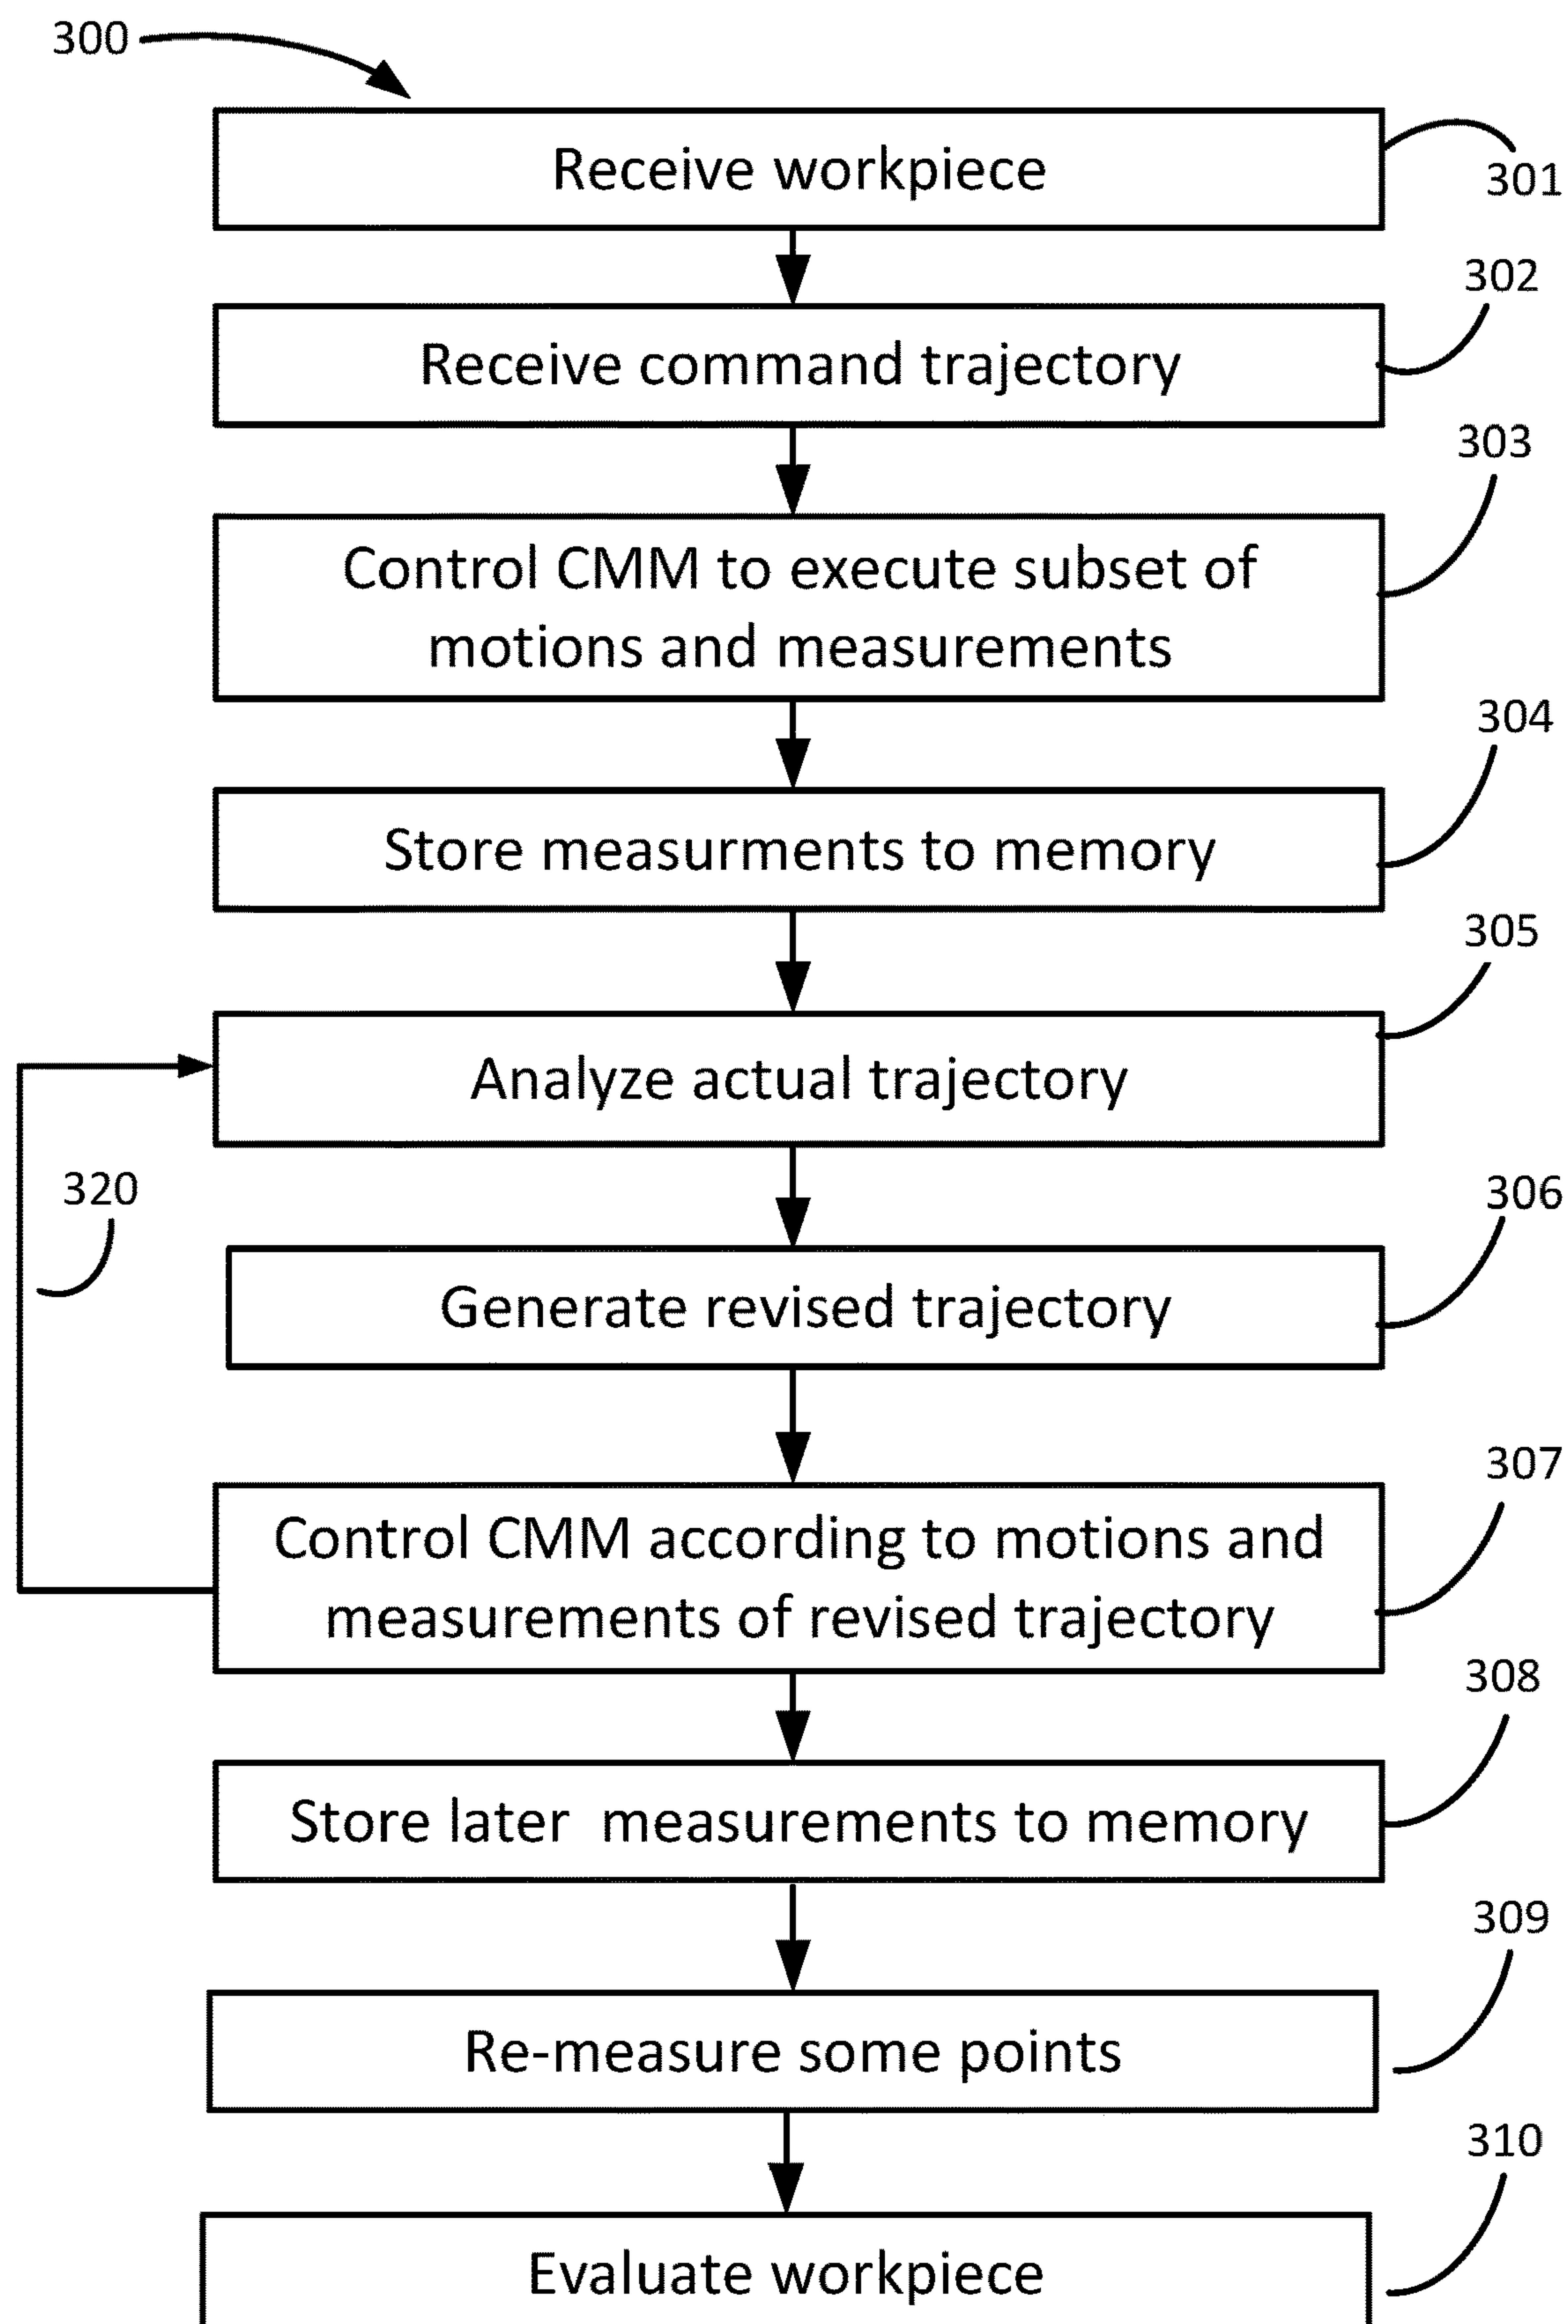 300
Receive workpiece
301
302
Receive command trajectory
303
Control CMM to execute subset of
motions and measurements
304
Store measurments to memory
305
Analyze actual trajectory
320
306
Generate revised trajectory
307
Control CMM according to motions and
measurements of revised trajectory
308
Store later  measurements to memory
309
Re-measure some points
310
Evaluate workpiece